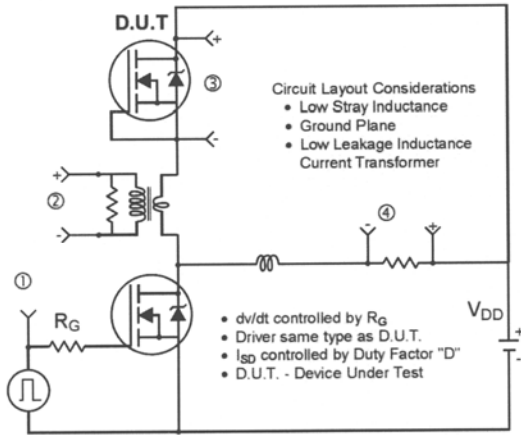 D.U.T
+
③
-
Circuit Layout Considerations
• Low Stray Inductance
• Ground Plane
• Low Leakage Inductance
Current Transformer
+
②
-
④
-
+
①
RG
VDD
+
-
• dv/dt controlled by RG
• Driver same type as D.U.T.
• ISD controlled by Duty Factor "D"
• D.U.T. - Device Under Test